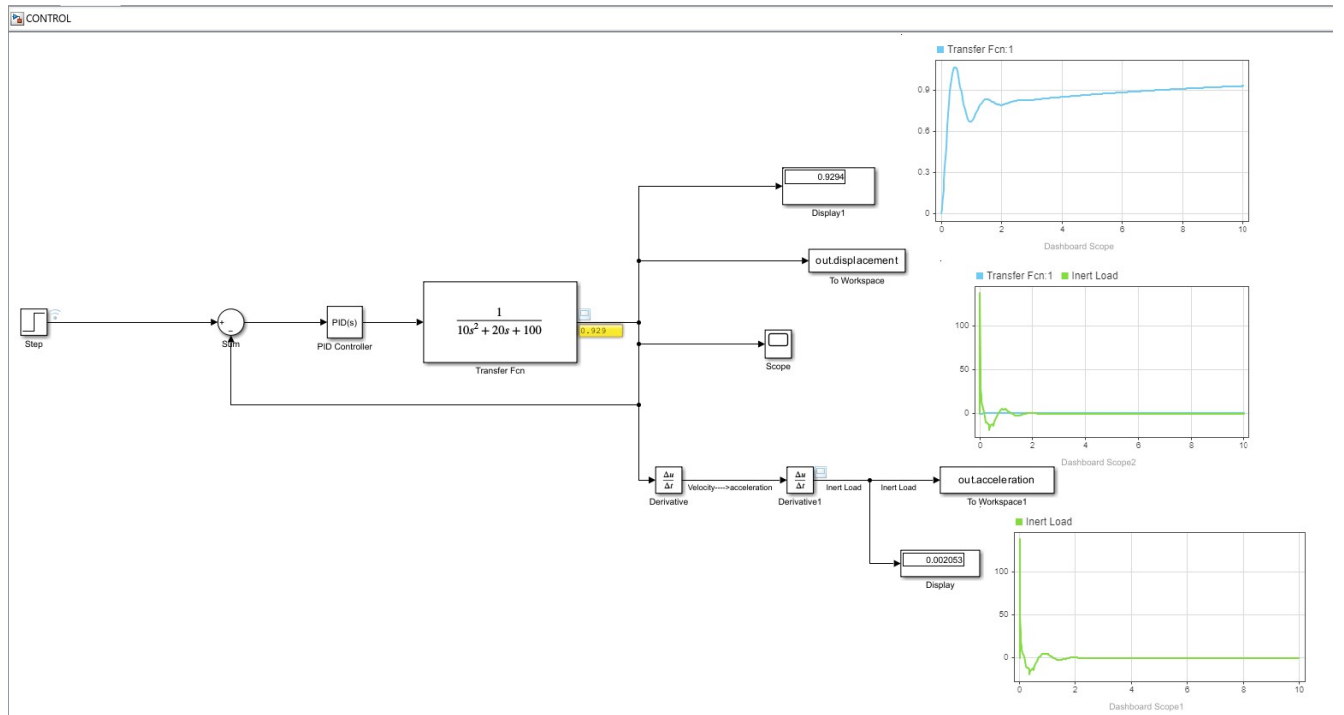 CONTROL
Transfer Fcn:1
0.9
0.6
0.3
0
0 2 4 6 8 10
Dashboard Scope
0.9294
Display1
out.displacement
To Workspace
Transfer Fcn:1 Inert Load
100
50
0
0 2 4 6 8 10
Dashboard Scope2
Step
+
−
Sum
PID(s)
PID Controller
1
10s² + 20s + 100
Transfer Fcn
0.929
Scope
Δu
Δt
Derivative
Velocity---->acceleration
Δu
Δt
Derivative1
Inert Load
Inert Load
out.acceleration
To Workspace1
0.002053
Display
Inert Load
100
50
0
0 2 4 6 8 10
Dashboard Scope1